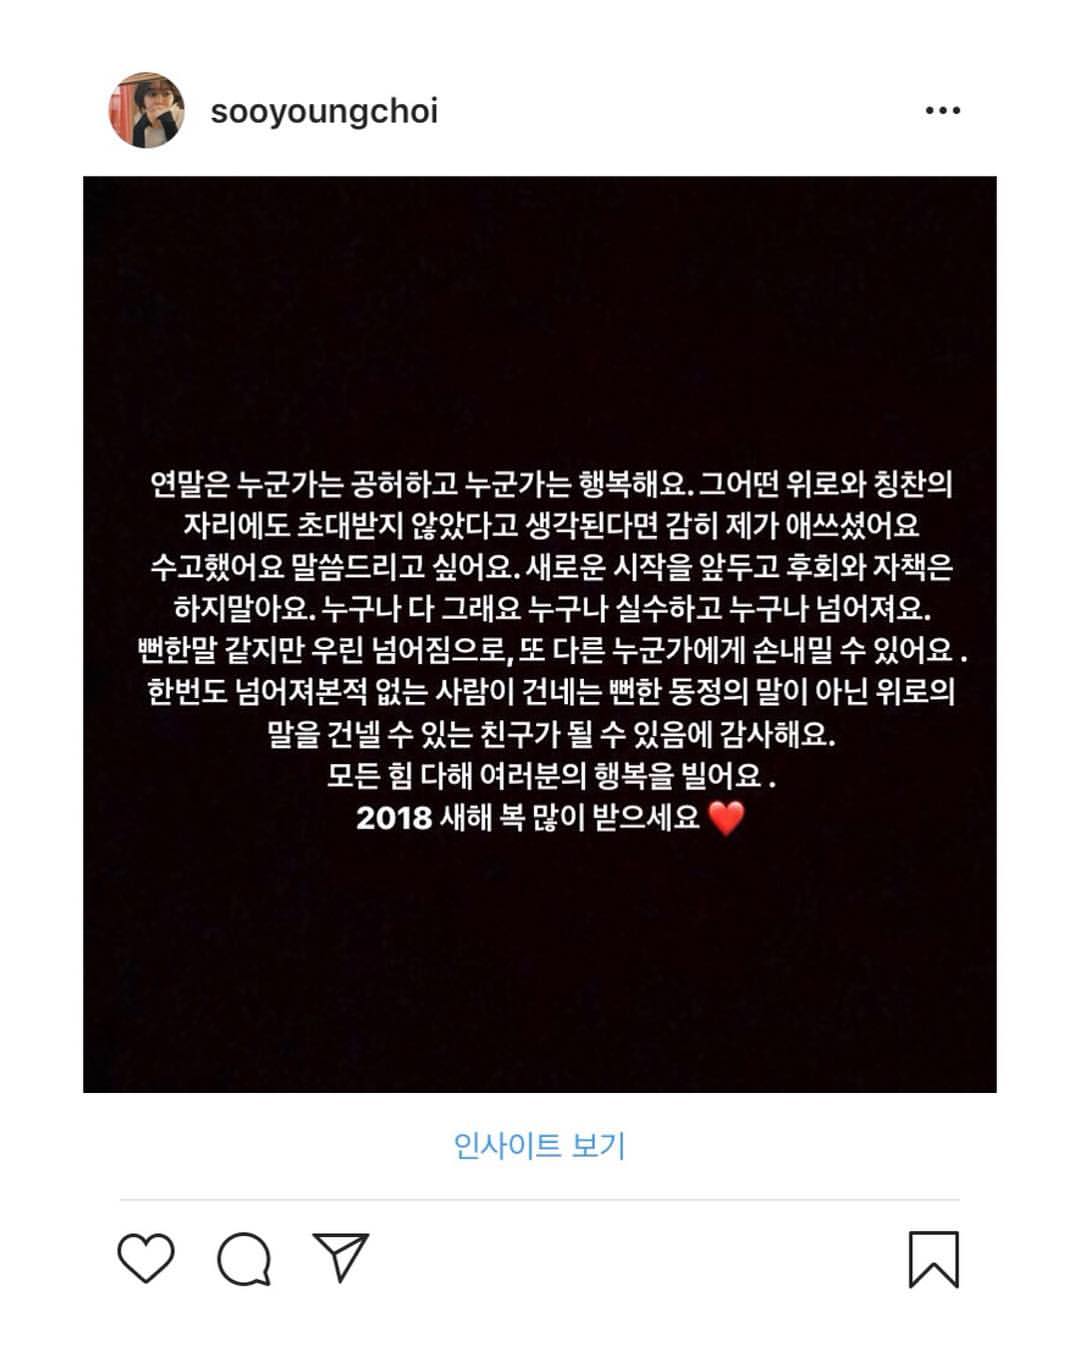 sooyoungchoi
연말은 누군가는 공허하고 누군가는 행복해요. 그어떤 위로와 칭찬의
자리에도 초대받지 않았다고 생각된다면 감히 제가 애쓰셨어요
수고했어요 말씀드리고 싶어요. 새로운 시작을 앞두고 후회와 자책은
하지말아요. 누구나 다 그래요 누구나 실수하고 누구나 넘어져요.
뻔한말 같지만 우린 넘어짐으로, 또 다른 누군가에게 손내밀 수 있어요 .
한번도 넘어져본적 없는 사람이 건네는 뻔한 동정의 말이 아닌 위로의
말을 건넬 수 있는 친구가 될 수 있음에 감사해요.
모든 힘 다해 여러분의 행복을 빌어요 .
2018 새해 복 많이 받으세요 ❤️
인사이트 보기